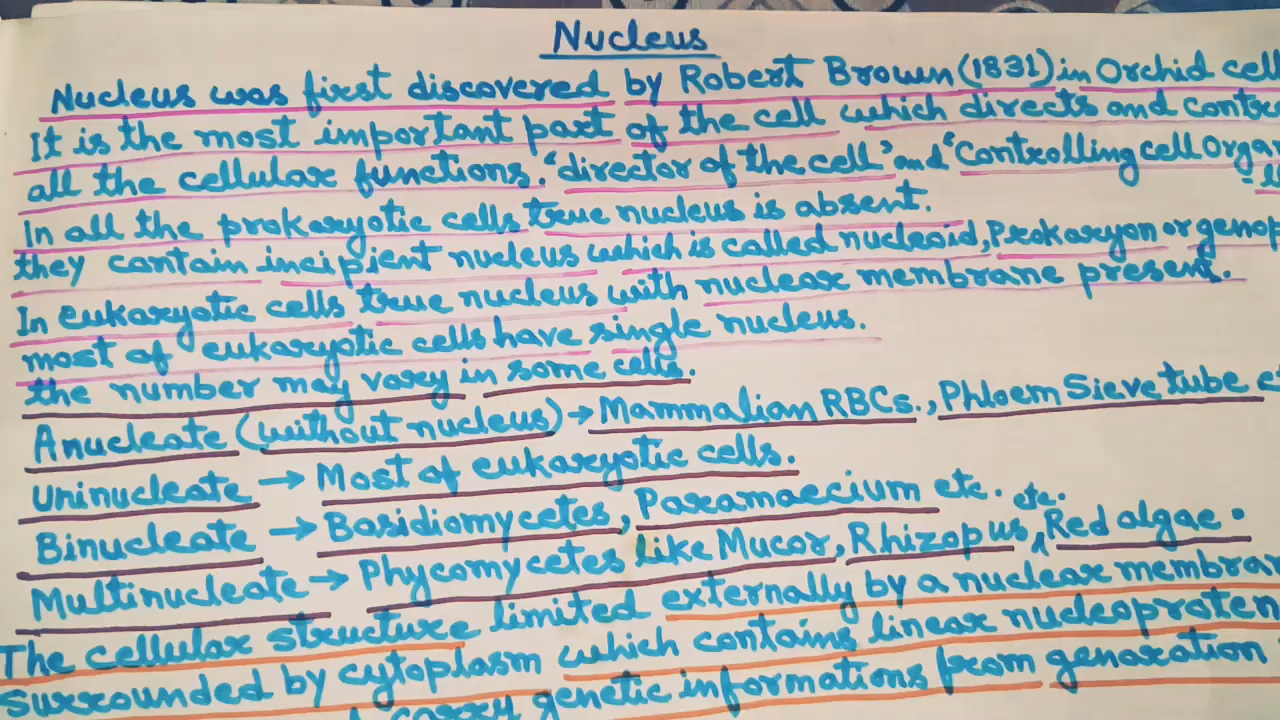 Nucleus
Nucleus was first discovered by Robert Brown (1831) in Orchid cell
It is the most important part of the cell which directs and contro
all the cellular functions. "director of the cell" and "Controlling cell Organ
In all the prokaryotic cells true nucleus is absent.
they contain incipient nucleus which is called nucleoid, Prokaryon or genop
In eukaryotic cells true nucleus with nuclear membrane present.
most of eukaryotic cells have single nucleus.
the number may vary in some cells.
Anucleate (without nucleus) → Mammalian RBCs., Phloem Sieve tube et
Uninucleate → Most of eukaryotic cells.
Binucleate → Basidiomycetes, Paramaecium etc.
Multinucleate → Phycomycetes like Mucor, Rhizopus etc. , Red algae.
The cellular structure limited externally by a nuclear membran
surrounded by cytoplasm which contains linear nucleoproten
carry genetic informations from genaration